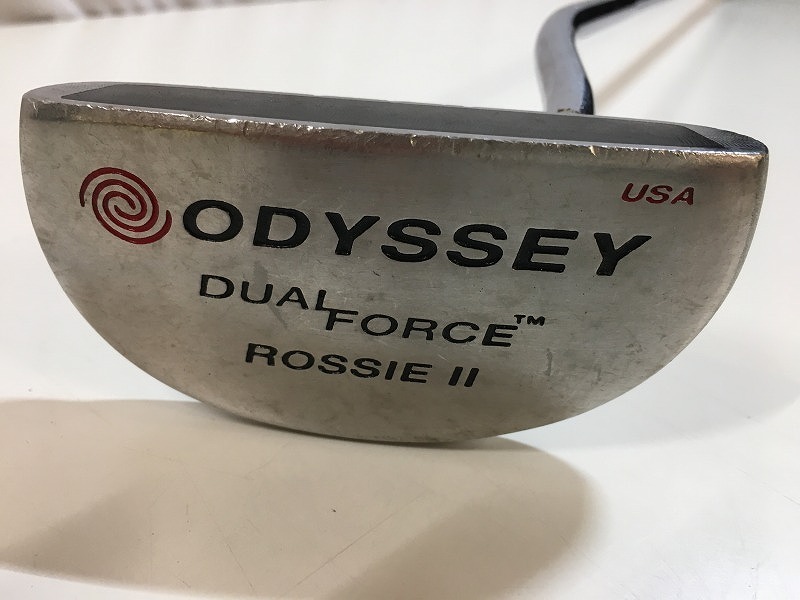 USA
ODYSSEY
DUAL
FORCE™
ROSSIE II